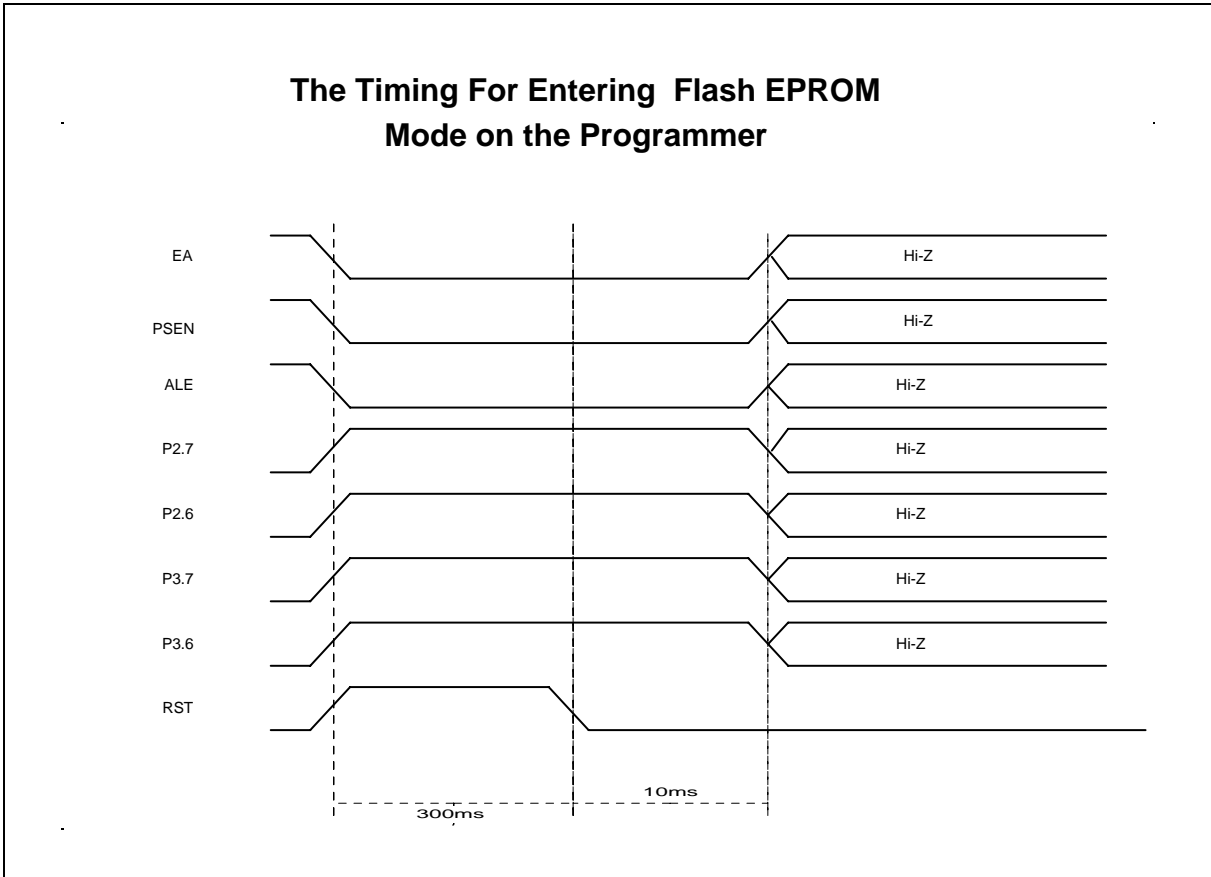 The Timing For Entering Flash EPROM
Mode on the Programmer
EA
Hi-Z
PSEN
Hi-Z
ALE
Hi-Z
P2.7
Hi-Z
P2.6
Hi-Z
P3.7
Hi-Z
P3.6
Hi-Z
RST
10ms
300ms